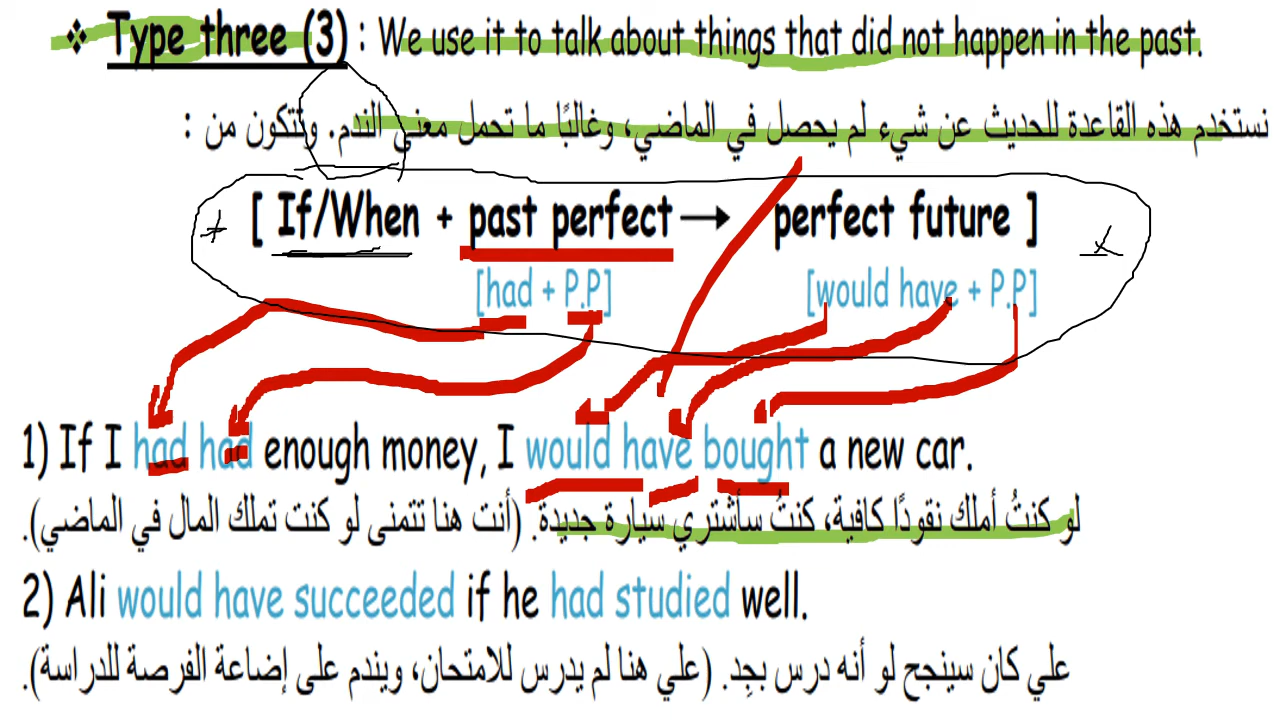 ❖ Type three (3) : We use it to talk about things that did not happen in the past.
نستخدم هذه القاعدة للحديث عن شيء لم يحصل في الماضي، وغالبًا ما تحمل معنى الندم. وتتكون من :
[ If/When + past perfect → perfect future ]
[had + P.P] [would have + P.P]
1) If I had had enough money, I would have bought a new car.
لو كنتُ أملك نقودًا كافية، كنتُ سأشتري سيارة جديدة. (أنت هنا تتمنى لو كنت تملك المال في الماضي).
2) Ali would have succeeded if he had studied well.
علي كان سينجح لو أنه درس بجِد. (علي هنا لم يدرس للامتحان، ويندم على إضاعة الفرصة للدراسة).